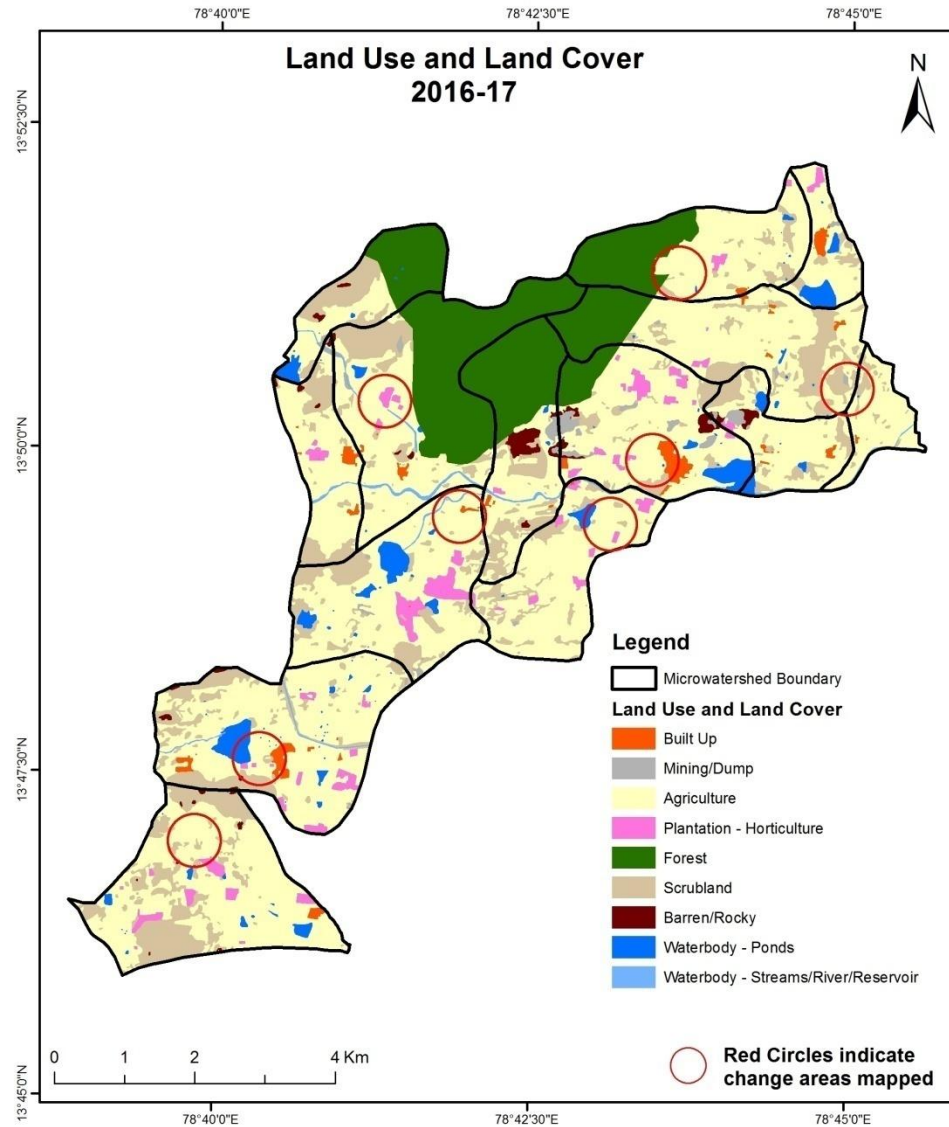 78°40'0"E
78°42'30"E
78°45'0"E
Land Use and Land Cover
2016-17
N
13°52'30"N
13°50'0"N
13°47'30"N
13°45'0"N
Legend
Microwatershed Boundary
Land Use and Land Cover
Built Up
Mining/Dump
Agriculture
Plantation - Horticulture
Forest
Scrubland
Barren/Rocky
Waterbody - Ponds
Waterbody - Streams/River/Reservoir
0 1 2 4 Km
Red Circles indicate
change areas mapped
78°40'0"E
78°42'30"E
78°45'0"E